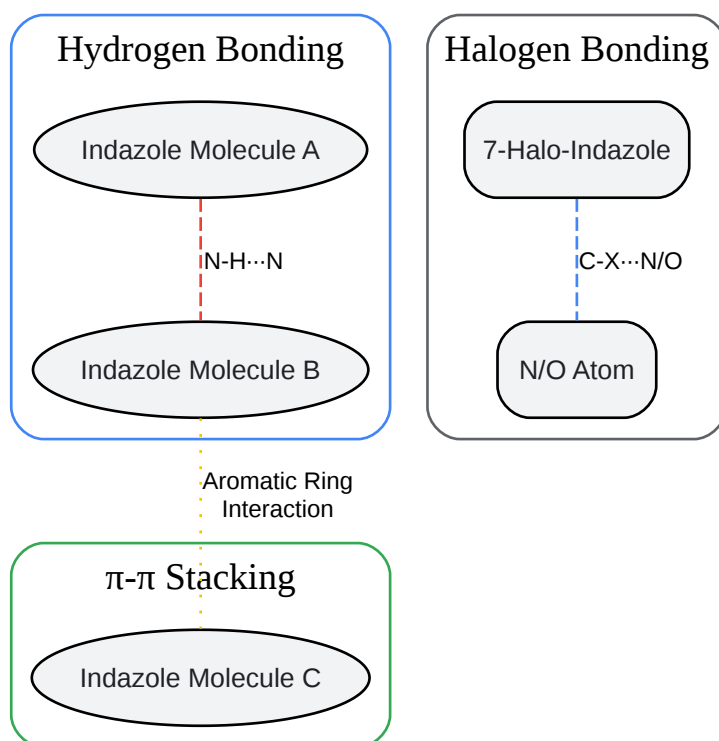 Hydrogen Bonding
Indazole Molecule A
N-H···N
Indazole Molecule B
Aromatic Ring
Interaction
π-π Stacking
Indazole Molecule C
Halogen Bonding
7-Halo-Indazole
C-X···N/O
N/O Atom